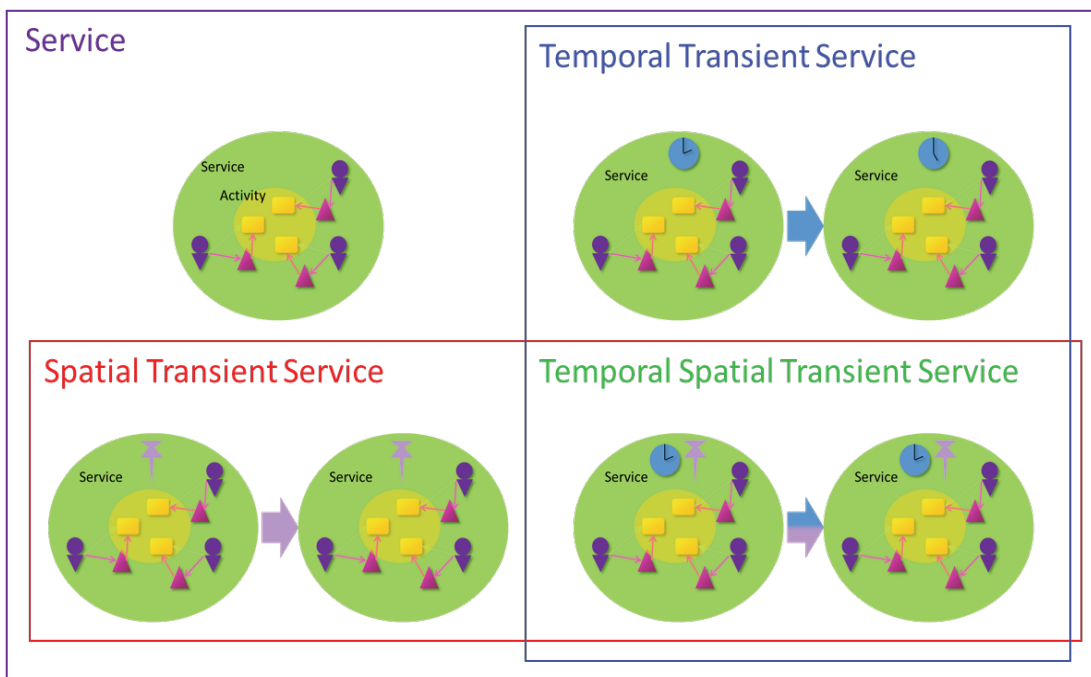 Service
Temporal Transient Service
Service
Activity
Service
Service
Spatial Transient Service
Temporal Spatial Transient Service
Service
Service
Service
Service